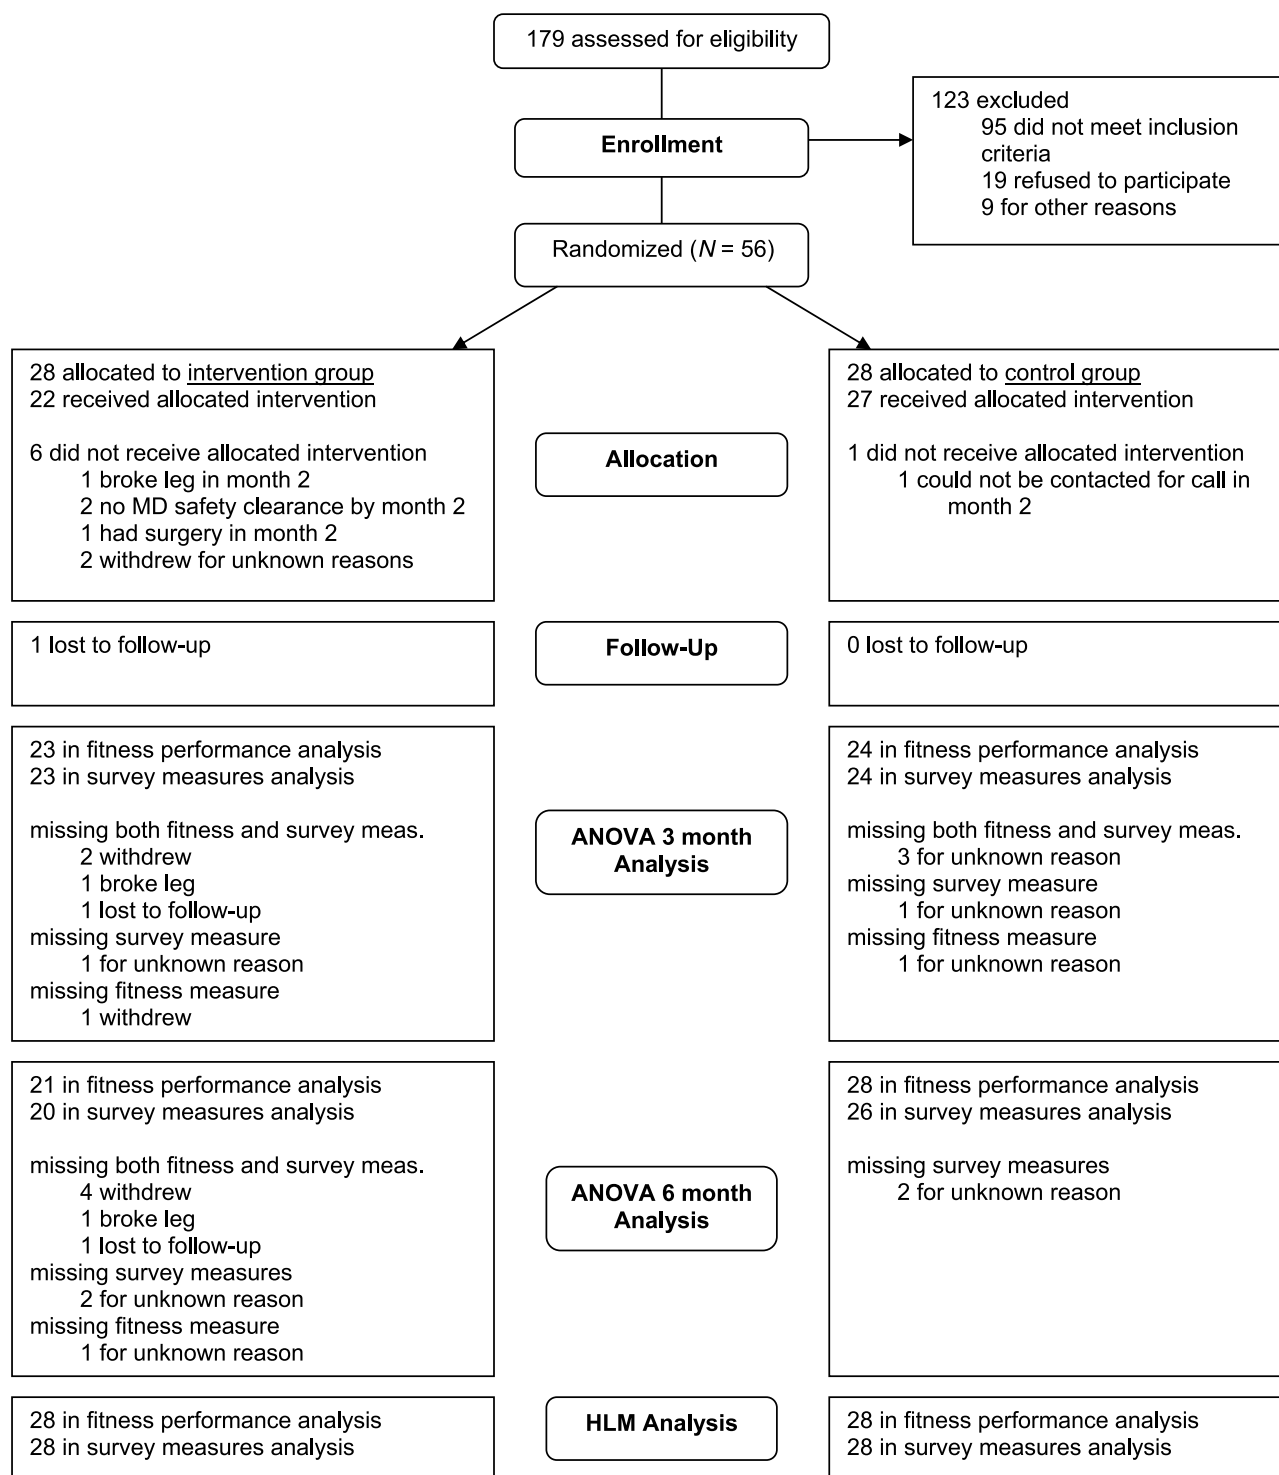 179 assessed for eligibility
123 excluded
95 did not meet inclusion
criteria
19 refused to participate
9 for other reasons
Enrollment
Randomized (N = 56)
28 allocated to intervention group
22 received allocated intervention
6 did not receive allocated intervention
1 broke leg in month 2
2 no MD safety clearance by month 2
1 had surgery in month 2
2 withdrew for unknown reasons
Allocation
28 allocated to control group
27 received allocated intervention
1 did not receive allocated intervention
1 could not be contacted for call in
month 2
1 lost to follow-up
Follow-Up
0 lost to follow-up
23 in fitness performance analysis
23 in survey measures analysis
missing both fitness and survey meas.
2 withdrew
1 broke leg
1 lost to follow-up
missing survey measure
1 for unknown reason
missing fitness measure
1 withdrew
ANOVA 3 month
Analysis
24 in fitness performance analysis
24 in survey measures analysis
missing both fitness and survey meas.
3 for unknown reason
missing survey measure
1 for unknown reason
missing fitness measure
1 for unknown reason
21 in fitness performance analysis
20 in survey measures analysis
missing both fitness and survey meas.
4 withdrew
1 broke leg
1 lost to follow-up
missing survey measures
2 for unknown reason
missing fitness measure
1 for unknown reason
ANOVA 6 month
Analysis
28 in fitness performance analysis
26 in survey measures analysis
missing survey measures
2 for unknown reason
28 in fitness performance analysis
28 in survey measures analysis
HLM Analysis
28 in fitness performance analysis
28 in survey measures analysis